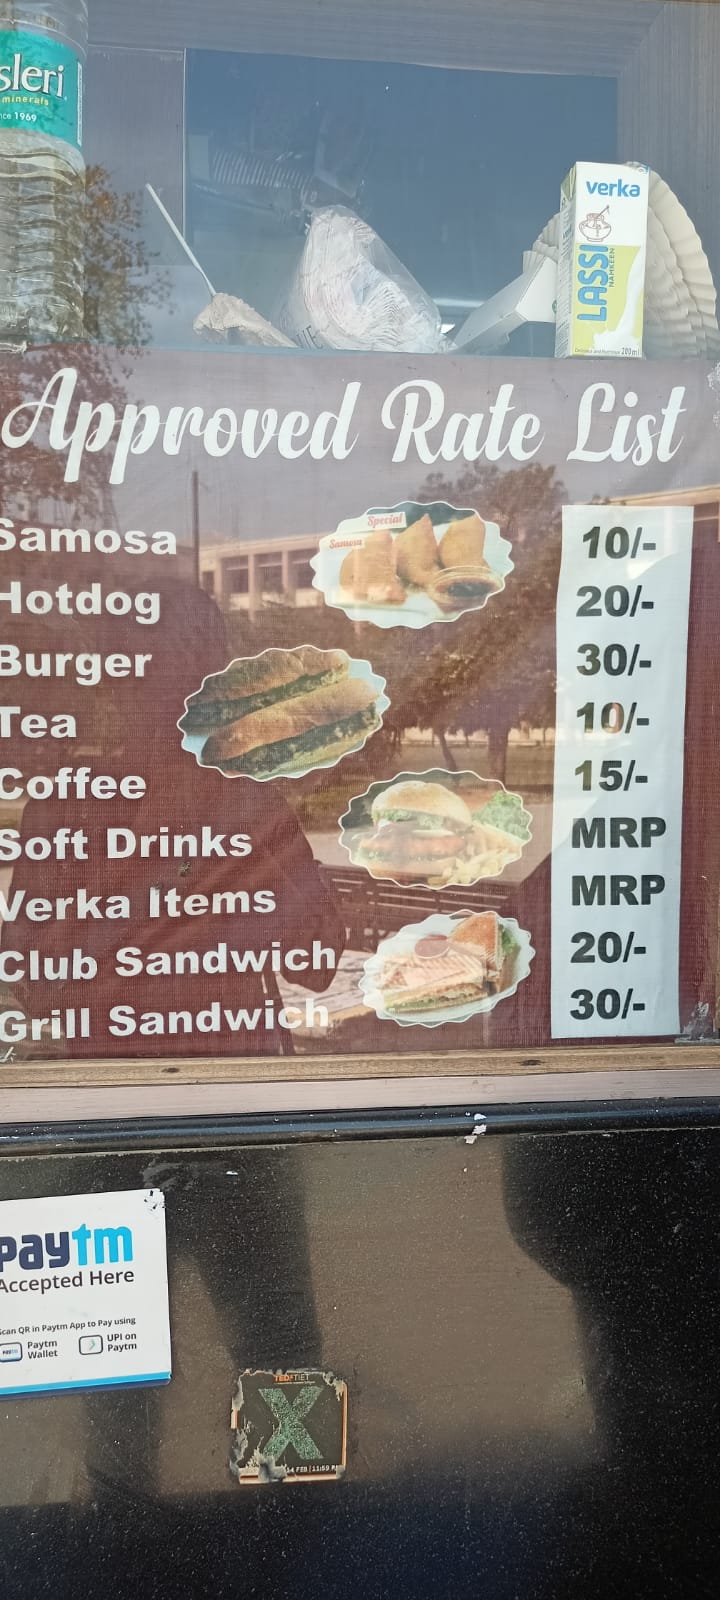 sleri
minerals
nce 1969
verka
LASSI
NAMKEEN
200ml
Approved Rate List
Special
Samosa
Samosa 10/-
Hotdog 20/-
Burger 30/-
Tea 10/-
Coffee 15/-
Soft Drinks MRP
Verka Items MRP
Club Sandwich 20/-
Grill Sandwich 30/-
paytm
Accepted Here
Scan QR in Paytm App to Pay using
Paytm Wallet
UPI on Paytm
TEDxTIET
X
14 FEB | 11:59 PM